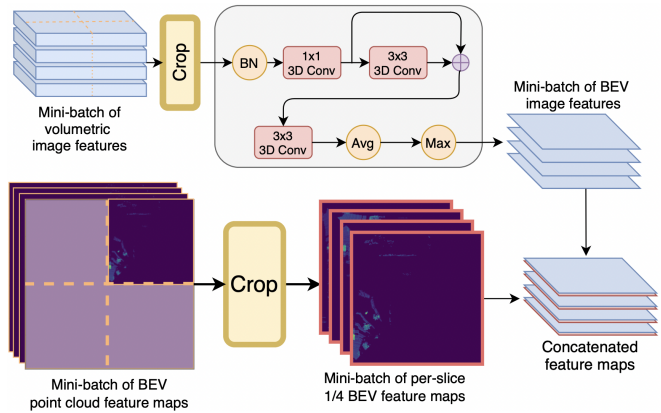 Mini-batch of
volumetric
image features
Crop
BN
1x1
3D Conv
3x3
3D Conv
3x3
3D Conv
Avg
Max
Mini-batch of BEV
image features
Mini-batch of BEV
point cloud feature maps
Crop
Mini-batch of per-slice
1/4 BEV feature maps
Concatenated
feature maps